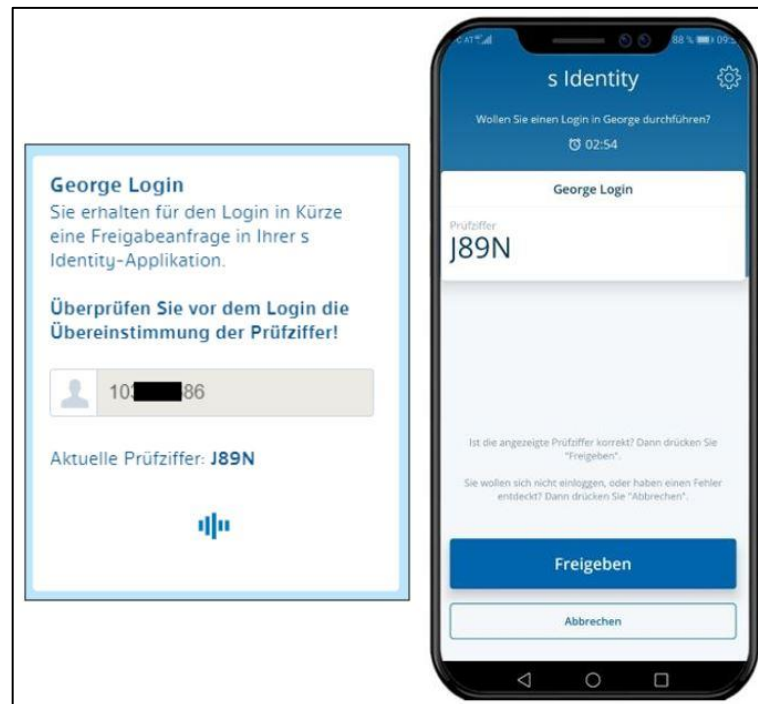 George Login
Sie erhalten für den Login in Kürze
eine Freigabeanfrage in Ihrer s
Identity-Applikation.
Überprüfen Sie vor dem Login die
Übereinstimmung der Prüfziffer!
103 86
Aktuelle Prüfziffer: J89N
88 %
s Identity
Wollen Sie einen Login in George durchführen?
02:54
George Login
Prüfziffer
J89N
Ist die angezeigte Prüfziffer korrekt? Dann drücken Sie
"Freigeben".
Sie wollen sich nicht einloggen, oder haben einen Fehler
entdeckt? Dann drücken Sie "Abbrechen".
Freigeben
Abbrechen